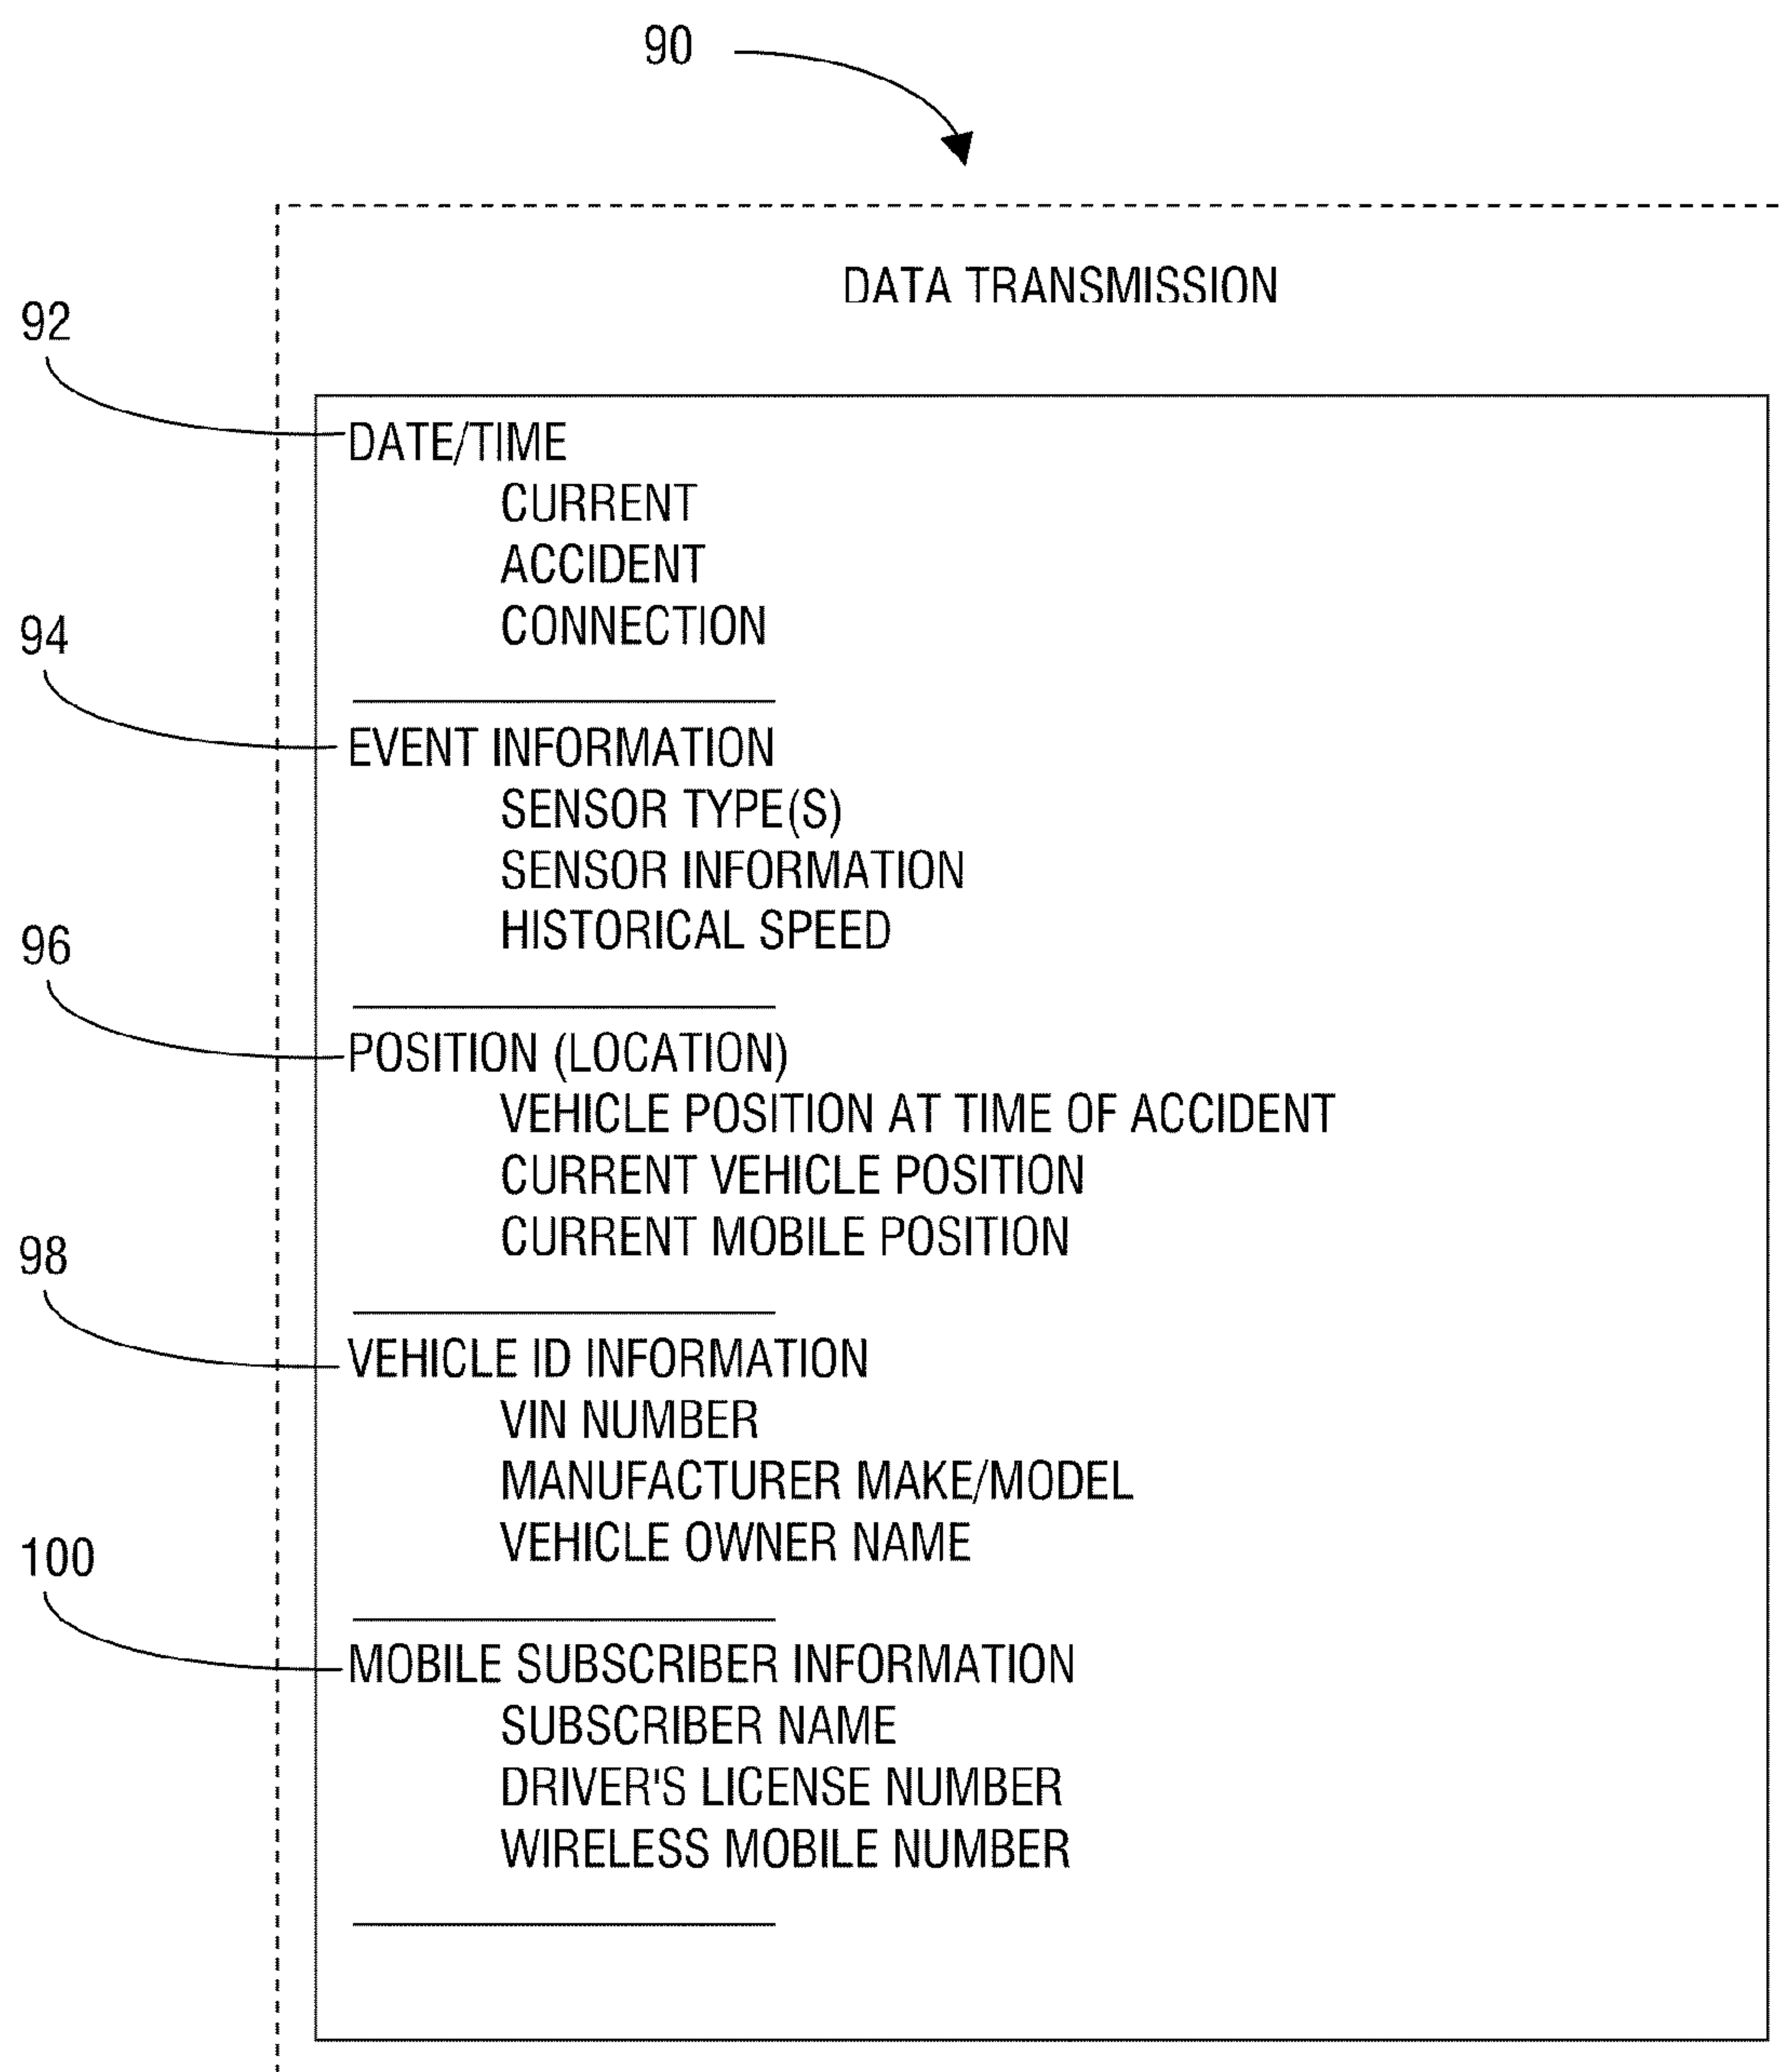 90
DATA TRANSMISSION
92
DATE/TIME
CURRENT
ACCIDENT
CONNECTION
94
EVENT INFORMATION
SENSOR TYPE(S)
SENSOR INFORMATION
HISTORICAL SPEED
96
POSITION (LOCATION)
VEHICLE POSITION AT TIME OF ACCIDENT
CURRENT VEHICLE POSITION
CURRENT MOBILE POSITION
98
VEHICLE ID INFORMATION
VIN NUMBER
MANUFACTURER MAKE/MODEL
VEHICLE OWNER NAME
100
MOBILE SUBSCRIBER INFORMATION
SUBSCRIBER NAME
DRIVER'S LICENSE NUMBER
WIRELESS MOBILE NUMBER